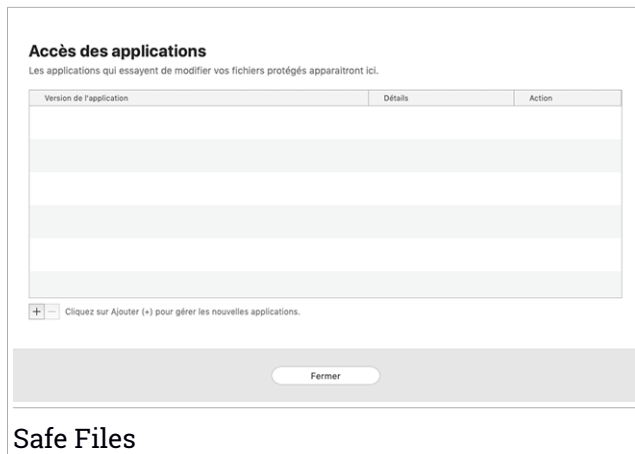 Accès des applications
Les applications qui essayent de modifier vos fichiers protégés apparaitront ici.
Version de l'application Détails Action
+ − Cliquez sur Ajouter (+) pour gérer les nouvelles applications.
Fermer
Safe Files